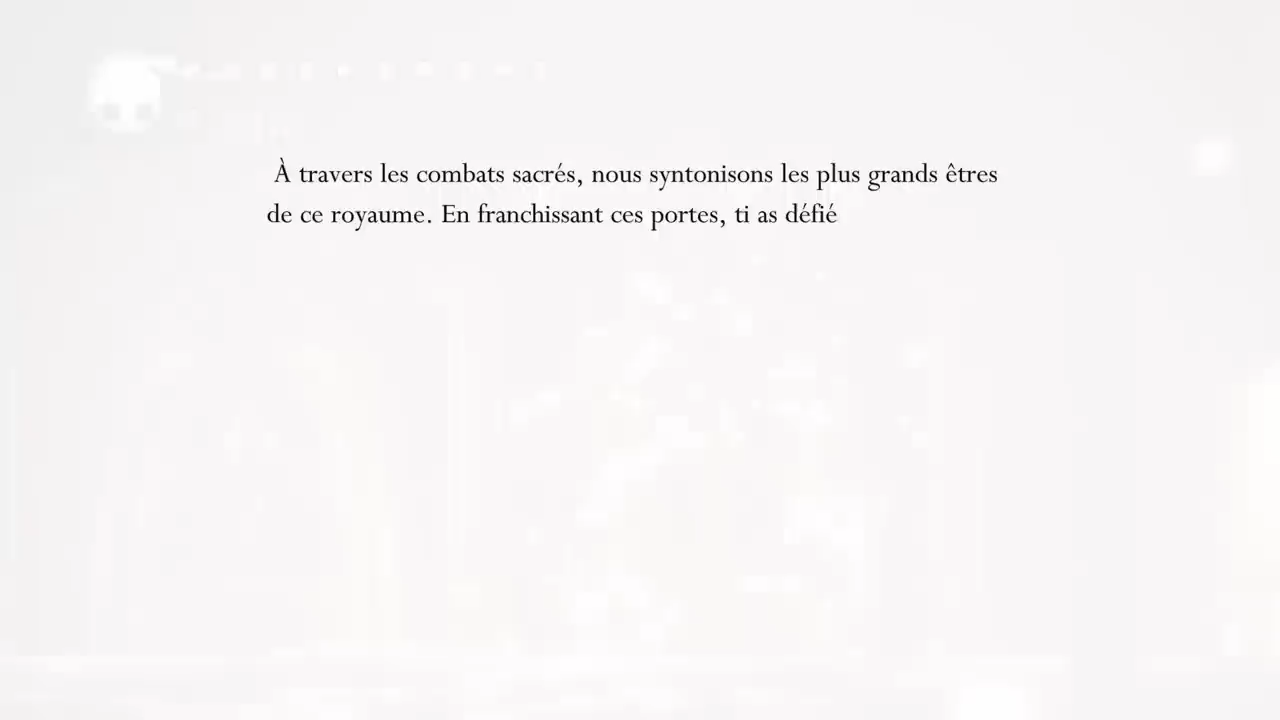 À travers les combats sacrés, nous syntonisons les plus grands êtres
de ce royaume. En franchissant ces portes, ti as défié